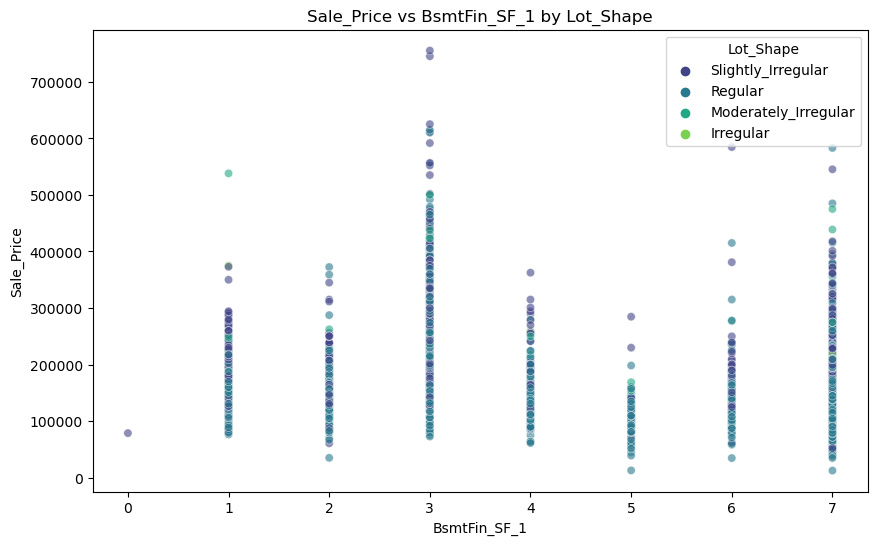 Sale_Price vs BsmtFin_SF_1 by Lot_Shape
Lot_Shape
Slightly_Irregular
Regular
Moderately_Irregular
Irregular
700000
600000
500000
400000
300000
200000
100000
0
Sale_Price
0 1 2 3 4 5 6 7
BsmtFin_SF_1